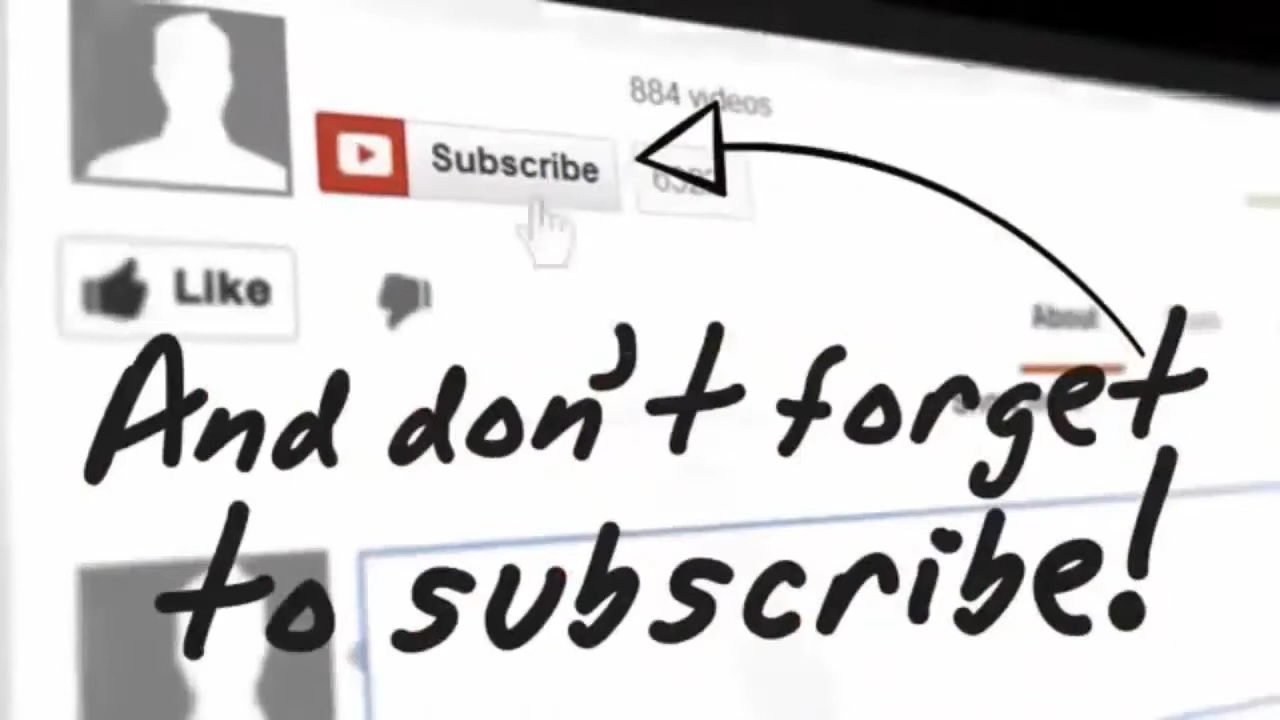 884 videos
Subscribe
Like
About
And don't forget
to subscribe!